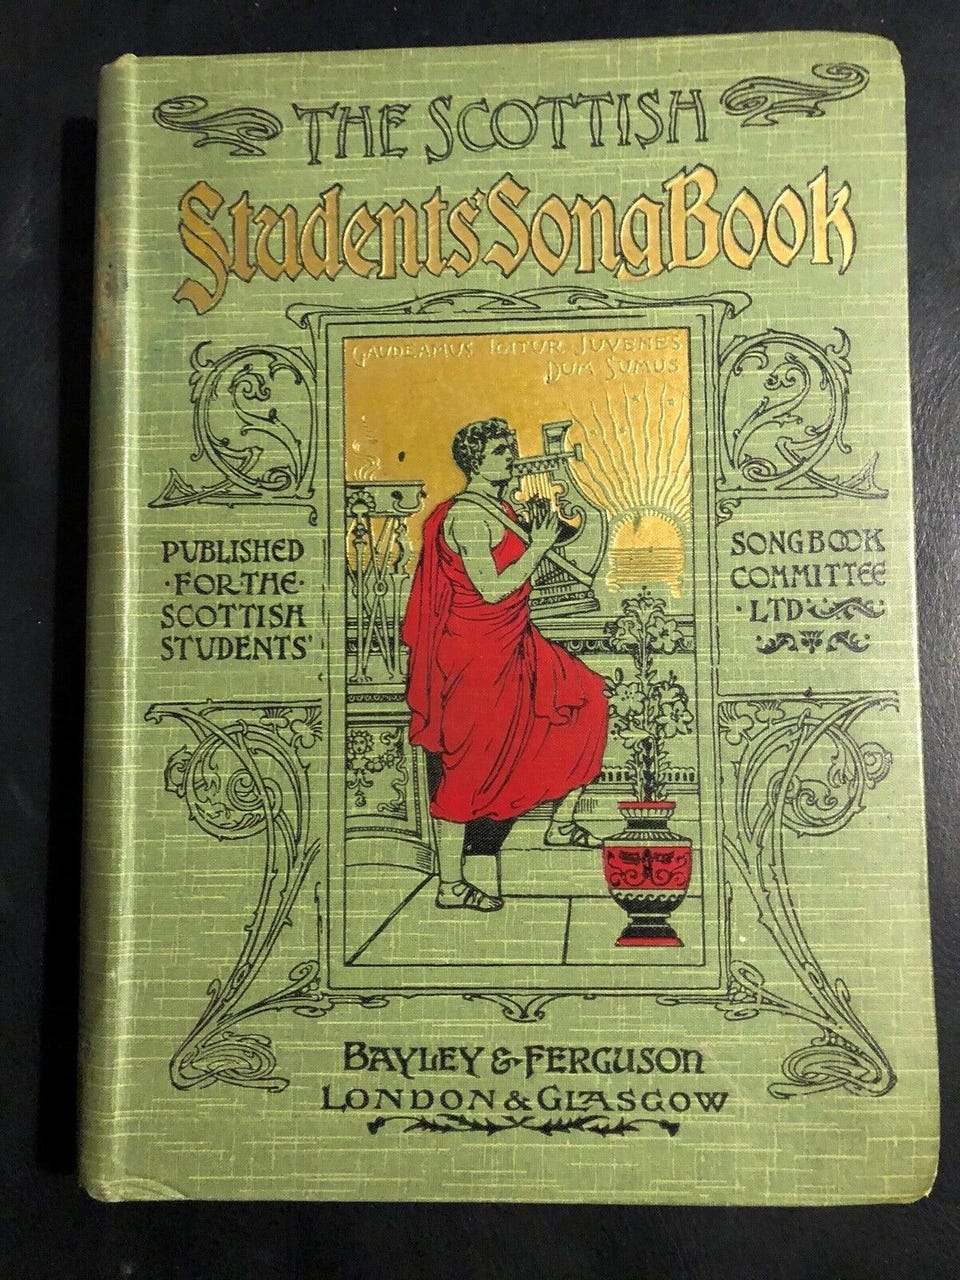 THE SCOTTISH
Students' Song Book
GAUDEAMUS IGITUR JUVENES
DUM SUMUS
PUBLISHED
·FOR·THE·
SCOTTISH
STUDENTS'
SONGBOOK
COMMITTEE
·LTD
BAYLEY & FERGUSON
LONDON & GLASGOW